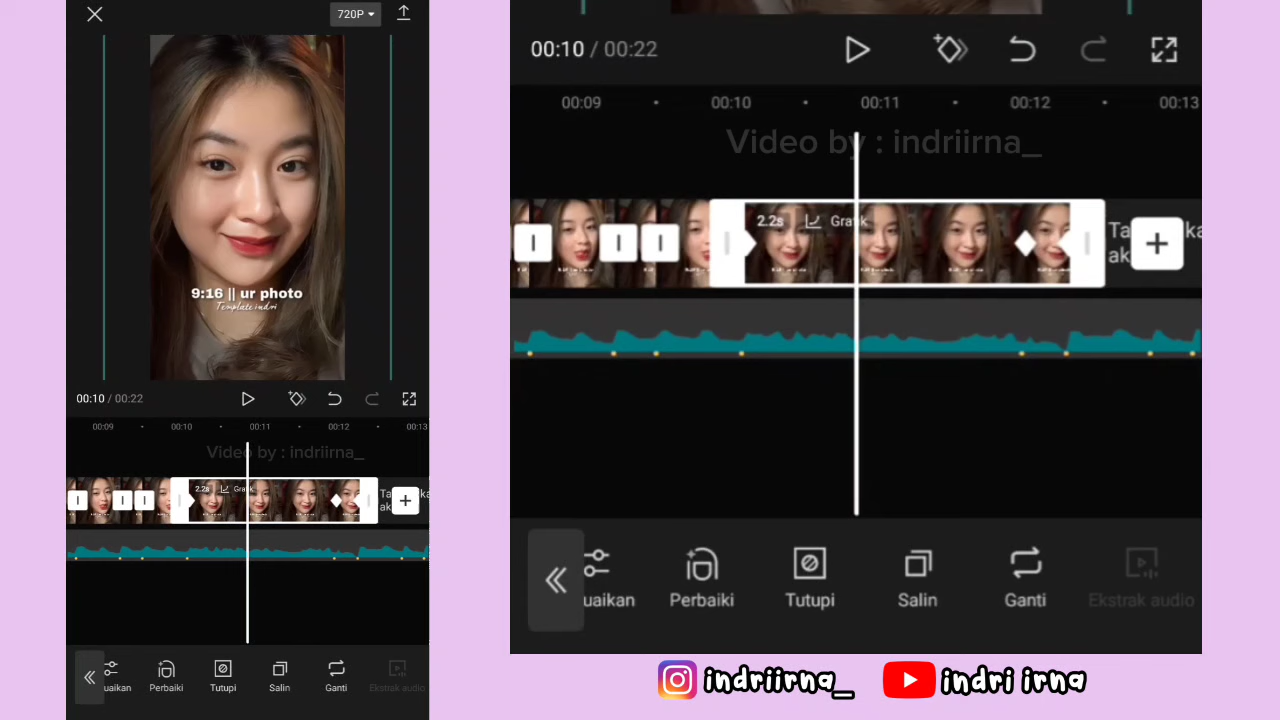 720P
9:16 || ur photo
Template indri
00:10 / 00:22
00:09 00:10 00:11 00:12 00:13
Video by : indriirna_
2.2s
uaikan Perbaiki Tutupi Salin Ganti Ekstrak audio
00:10 / 00:22
00:09 00:10 00:11 00:12 00:13
Video by : indriirna_
2.2s
uaikan Perbaiki Tutupi Salin Ganti Ekstrak audio
indriirna_ indri irna